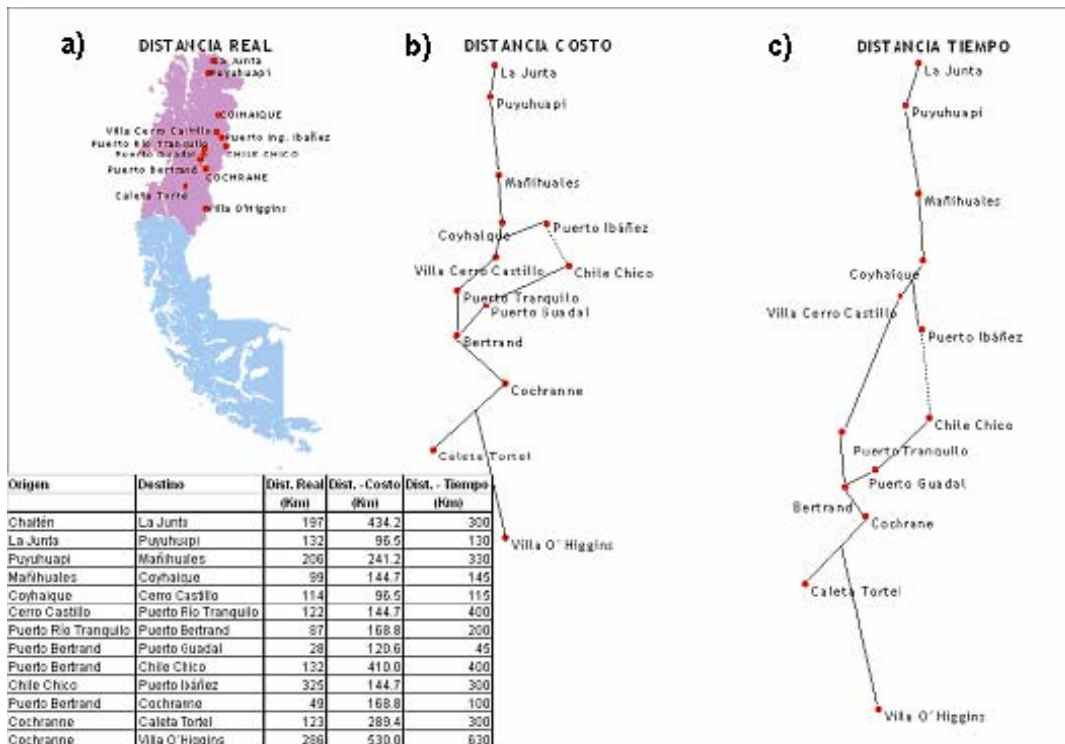 a)
DISTANCIA REAL
La Junta
Puyuhuapi
COIHAIQUE
Villa Cerro Castillo
Puerto Ing. Ibáñez
Puerto Río Tranquilo
Puerto Guadal
CHILE CHICO
Puerto Bertrand
COCHRANE
Caleta Tortel
Villa O'Higgins
b)
DISTANCIA COSTO
La Junta
Puyuhuapi
Mañihuales
Coyhaique
Puerto Ibáñez
Villa Cerro Castillo
Chile Chico
Puerto Tranquilo
Puerto Guadal
Bertrand
Cochranne
Caleta Tortel
Villa O´Higgins
c)
DISTANCIA TIEMPO
La Junta
Puyuhuapi
Mañihuales
Coyhaique
Villa Cerro Castillo
Puerto Ibáñez
Chile Chico
Puerto Tranquilo
Puerto Guadal
Bertrand
Cochrane
Caleta Tortel
Villa O´Higgins
Origen Destino Dist. Real Dist. -Costo Dist. - Tiempo
(Km) (Km) (Km)
Chaitén La Junta 197 434.2 300
La Junta Puyuhuapi 132 96.5 130
Puyuhuapi Mañihuales 206 241.2 330
Mañihuales Coyhaique 99 144.7 145
Coyhaique Cerro Castillo 114 96.5 115
Cerro Castillo Puerto Río Tranquilo 122 144.7 400
Puerto Río Tranquilo Puerto Bertrand 87 168.8 200
Puerto Bertrand Puerto Guadal 28 120.6 45
Puerto Bertrand Chile Chico 132 410.0 400
Chile Chico Puerto Ibáñez 325 144.7 300
Puerto Bertrand Cochranne 49 168.8 100
Cochranne Caleta Tortel 123 289.4 300
Cochranne Villa O'Higgins 286 530.0 630